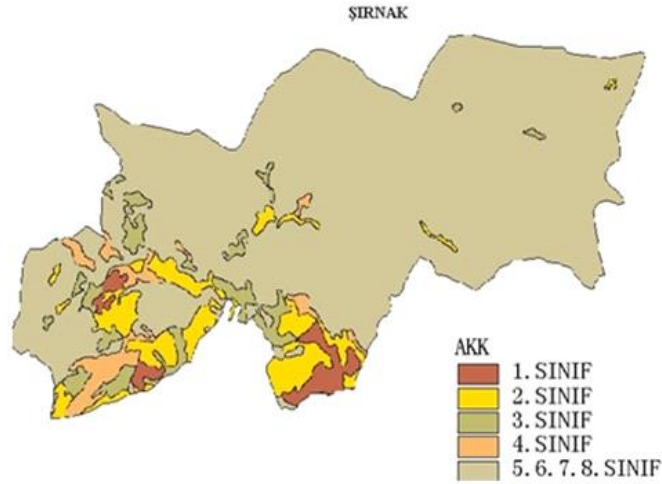 ŞIRNAK
AKK
1. SINIF
2. SINIF
3. SINIF
4. SINIF
5. 6. 7. 8. SINIF